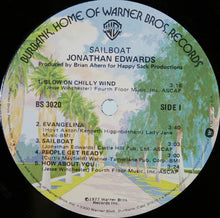 BURBANK, HOME OF WARNER BROS. RECORDS
SAILBOAT
JONATHAN EDWARDS
Produced by Brian Ahern for Happy Sack Productions
BS 3020
SIDE 1
1. BLOW ON CHILLY WIND 3:16
(Jesse Winchester) Fourth Floor Music Inc. ASCAP
2. EVANGELINA
(Hoyt Axton/Kenneth Higginbotham) Lady Jane
Music BMI
3. SAILBOAT
(Jonathan Edwards) Castle Hill Pub. Ltd. ASCAP
4. PEOPLE GET READY
(Curtis Mayfield) Warner Tamerlane Pub. Corp. BMI
5. HOW ABOUT YOU
(Jesse Winchester) Fourth Floor Music Inc. ASCAP
℗ 1977 Warner Bros.
Records Inc.